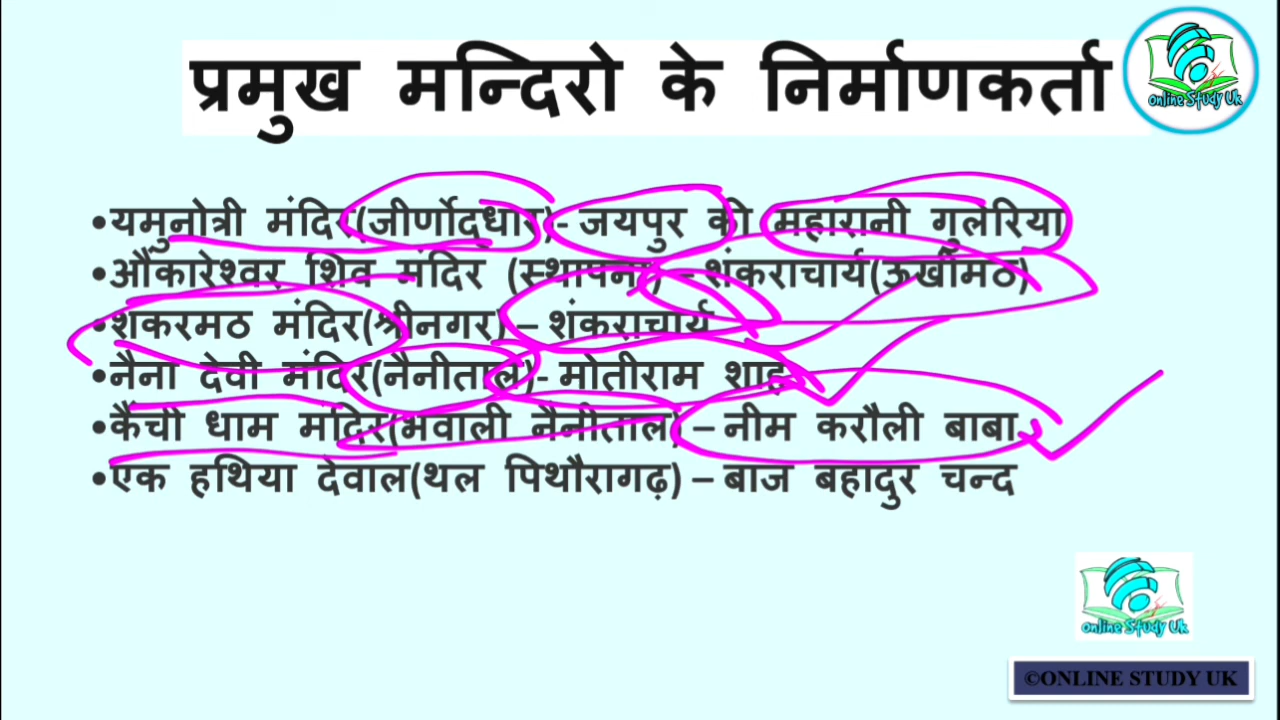 प्रमुख मन्दिरो के निर्माणकर्ता
online Study Uk
•यमुनोत्री मंदिर(जीर्णोद्धार)- जयपुर की महारानी गुलेरिया
•औंकारेश्वर शिव मंदिर (स्थापना) – शंकराचार्य(ऊखीमठ)
•शंकरमठ मंदिर(श्रीनगर) – शंकराचार्य
•नैना देवी मंदिर(नैनीताल)- मोतीराम शाह
•कैंची धाम मंदिर(भवाली नैनीताल) – नीम करौली बाबा
•एक हथिया देवाल(थल पिथौरागढ़) – बाज बहादुर चन्द
online Study Uk
©ONLINE STUDY UK